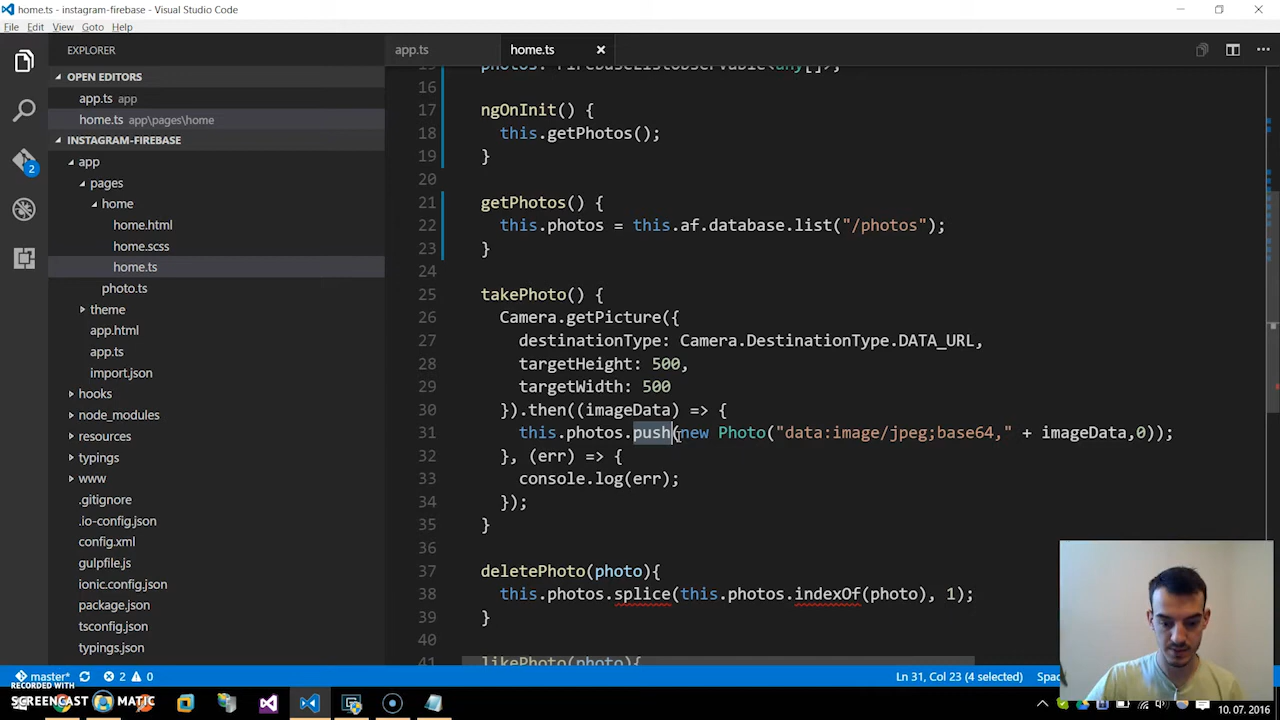 home.ts - instagram-firebase - Visual Studio Code
File Edit View Goto Help
EXPLORER
OPEN EDITORS
app.ts app
home.ts app\pages\home
INSTAGRAM-FIREBASE
app
pages
home
home.html
home.scss
home.ts
photo.ts
theme
app.html
app.ts
import.json
hooks
node_modules
resources
typings
www
.gitignore
.io-config.json
config.xml
gulpfile.js
ionic.config.json
package.json
tsconfig.json
typings.json
2
app.ts
home.ts
15 photos: FirebaseListObservable<any[]>;
16
17 ngOnInit() {
18 this.getPhotos();
19 }
20
21 getPhotos() {
22 this.photos = this.af.database.list("/photos");
23 }
24
25 takePhoto() {
26 Camera.getPicture({
27 destinationType: Camera.DestinationType.DATA_URL,
28 targetHeight: 500,
29 targetWidth: 500
30 }).then((imageData) => {
31 this.photos.push(new Photo("data:image/jpeg;base64," + imageData,0));
32 }, (err) => {
33 console.log(err);
34 });
35 }
36
37 deletePhoto(photo){
38 this.photos.splice(this.photos.indexOf(photo), 1);
39 }
40
41 likePhoto(photo){
master* 2 0
Ln 31, Col 23 (4 selected)
RECORDED WITH
SCREENCAST MATIC
10. 07. 2016